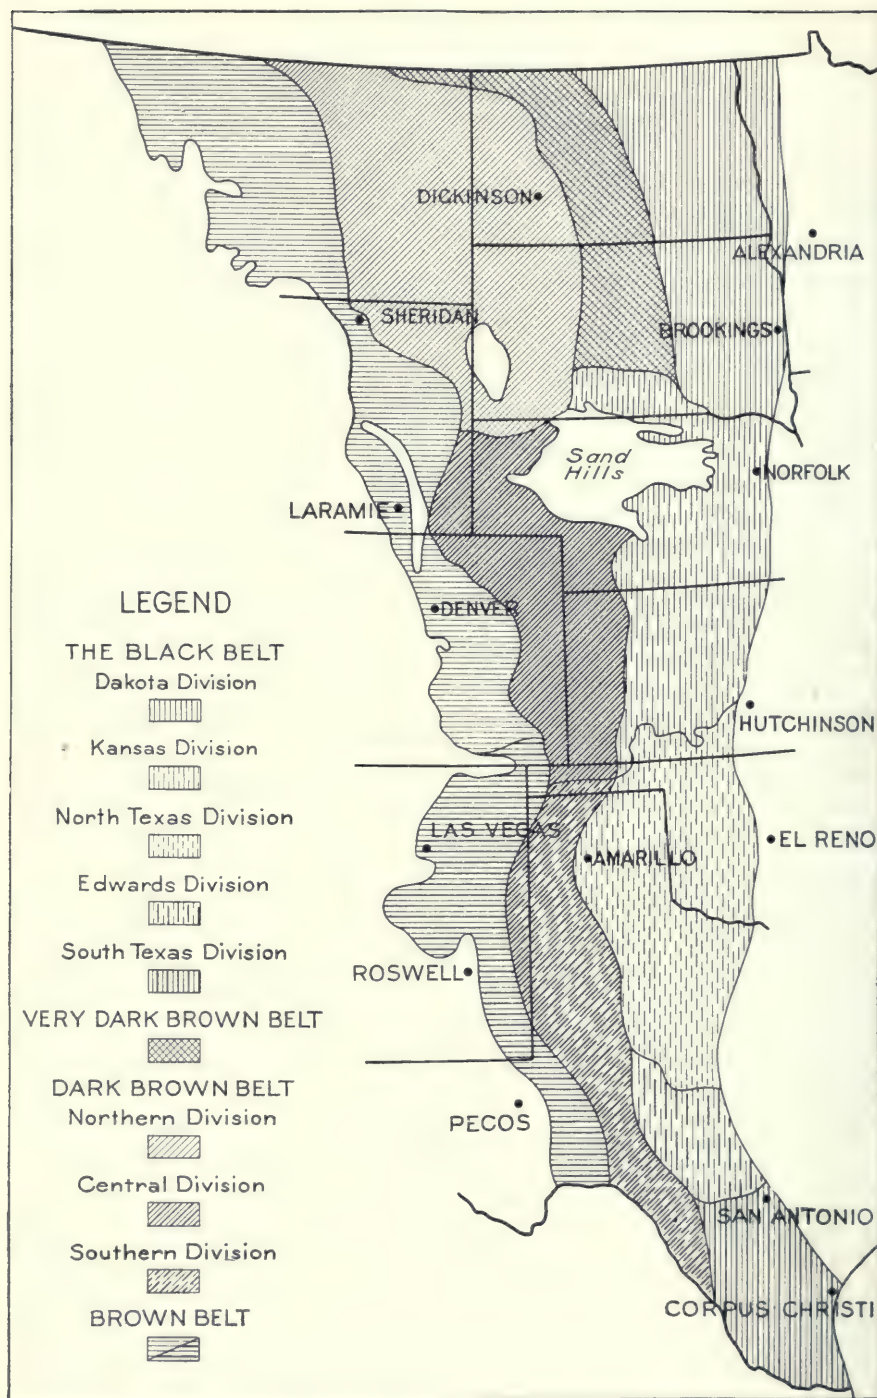 DICKINSON
ALEXANDRIA
SHERIDAN
BROOKINGS
Sand
Hills
NORFOLK
LARAMIE
DENVER
LEGEND
THE BLACK BELT
Dakota Division
Kansas Division
North Texas Division
Edwards Division
South Texas Division
VERY DARK BROWN BELT
DARK BROWN BELT
Northern Division
Central Division
Southern Division
BROWN BELT
HUTCHINSON
LAS VEGAS
AMARILLO
EL RENO
ROSWELL
PECOS
SAN ANTONIO
CORPUS CHRISTI